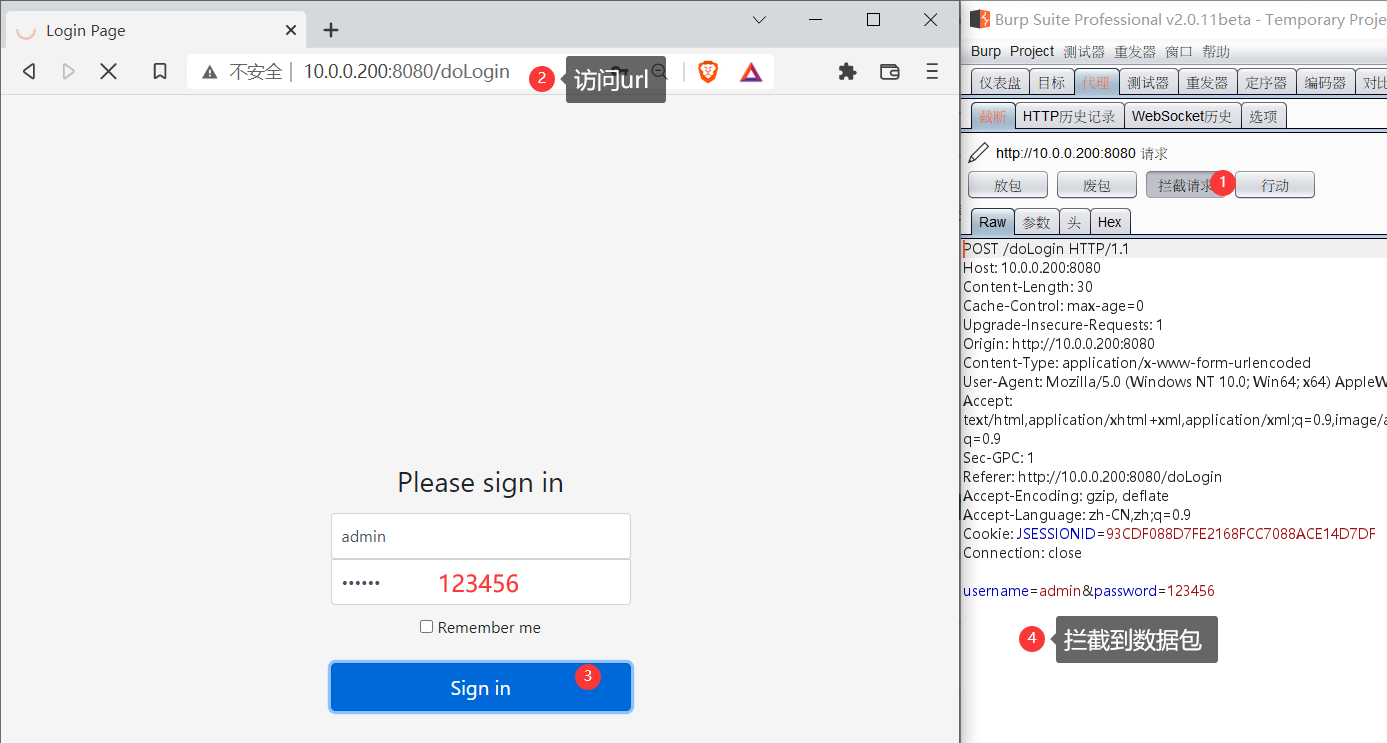 Login Page
不安全
10.0.0.200:8080/doLogin
2
访问url
Please sign in
admin
••••••
123456
Remember me
Sign in
3
Burp Suite Professional v2.0.11beta - Temporary Proje
Burp Project 测试器 重发器 窗口 帮助
仪表盘 目标 代理 测试器 重发器 定序器 编码器 对比
截断 HTTP历史记录 WebSocket历史 选项
http://10.0.0.200:8080 请求
放包 废包 拦截请求 1 行动
Raw 参数 头 Hex
POST /doLogin HTTP/1.1
Host: 10.0.0.200:8080
Content-Length: 30
Cache-Control: max-age=0
Upgrade-Insecure-Requests: 1
Origin: http://10.0.0.200:8080
Content-Type: application/x-www-form-urlencoded
User-Agent: Mozilla/5.0 (Windows NT 10.0; Win64; x64) AppleW
Accept:
text/html,application/xhtml+xml,application/xml;q=0.9,image/a
q=0.9
Sec-GPC: 1
Referer: http://10.0.0.200:8080/doLogin
Accept-Encoding: gzip, deflate
Accept-Language: zh-CN,zh;q=0.9
Cookie: JSESSIONID=93CDF088D7FE2168FCC7088ACE14D7DF
Connection: close
username=admin&password=123456
4
拦截到数据包